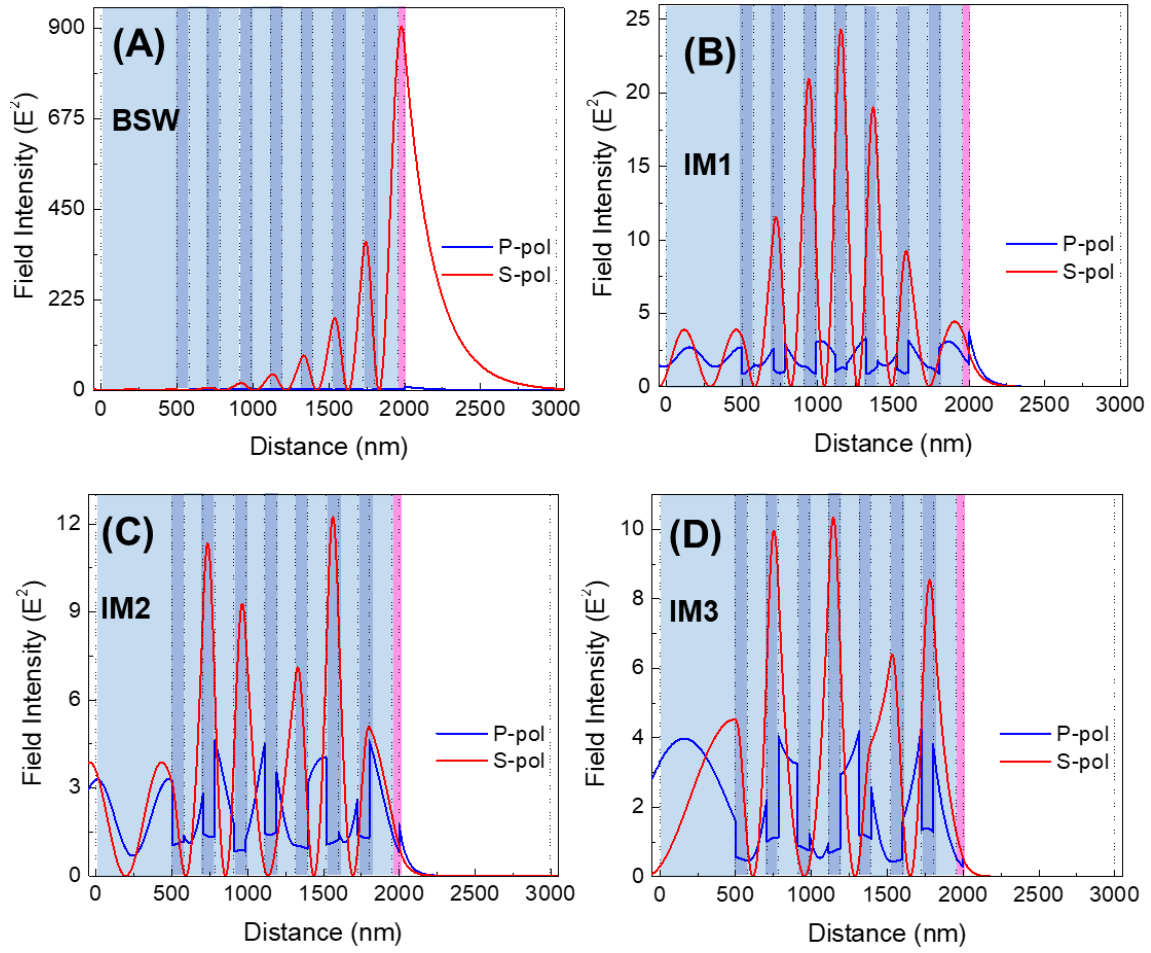 (A)
BSW
900
675
450
225
0
P-pol
S-pol
0 500 1000 1500 2000 2500 3000
Distance (nm)
Field Intensity (E²)
(B)
IM1
25
20
15
10
5
0
P-pol
S-pol
0 500 1000 1500 2000 2500 3000
Distance (nm)
Field Intensity (E²)
(C)
IM2
12
9
6
3
0
P-pol
S-pol
0 500 1000 1500 2000 2500 3000
Distance (nm)
Field Intensity (E²)
(D)
IM3
10
8
6
4
2
0
P-pol
S-pol
0 500 1000 1500 2000 2500 3000
Distance (nm)
Field Intensity (E²)